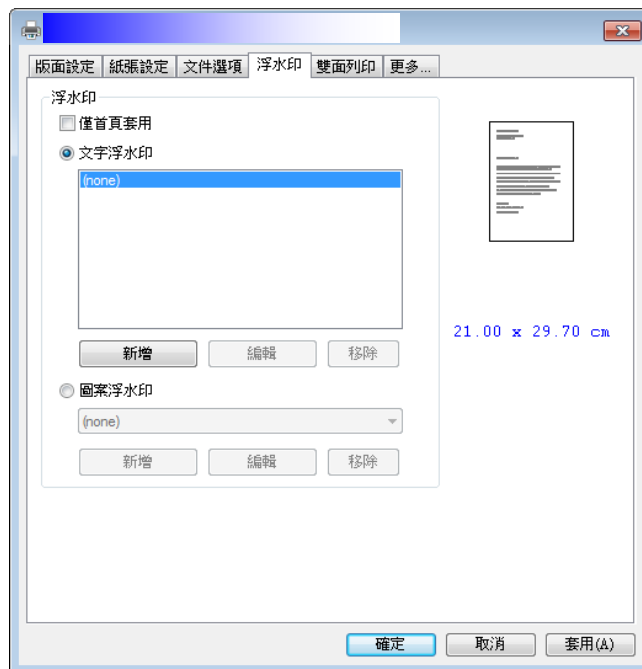 版面設定 紙張設定 文件選項 浮水印 雙面列印 更多...
浮水印
僅首頁套用
文字浮水印
(none)
新增 編輯 移除
圖案浮水印
(none)
新增 編輯 移除
21.00 x 29.70 cm
確定 取消 套用(A)